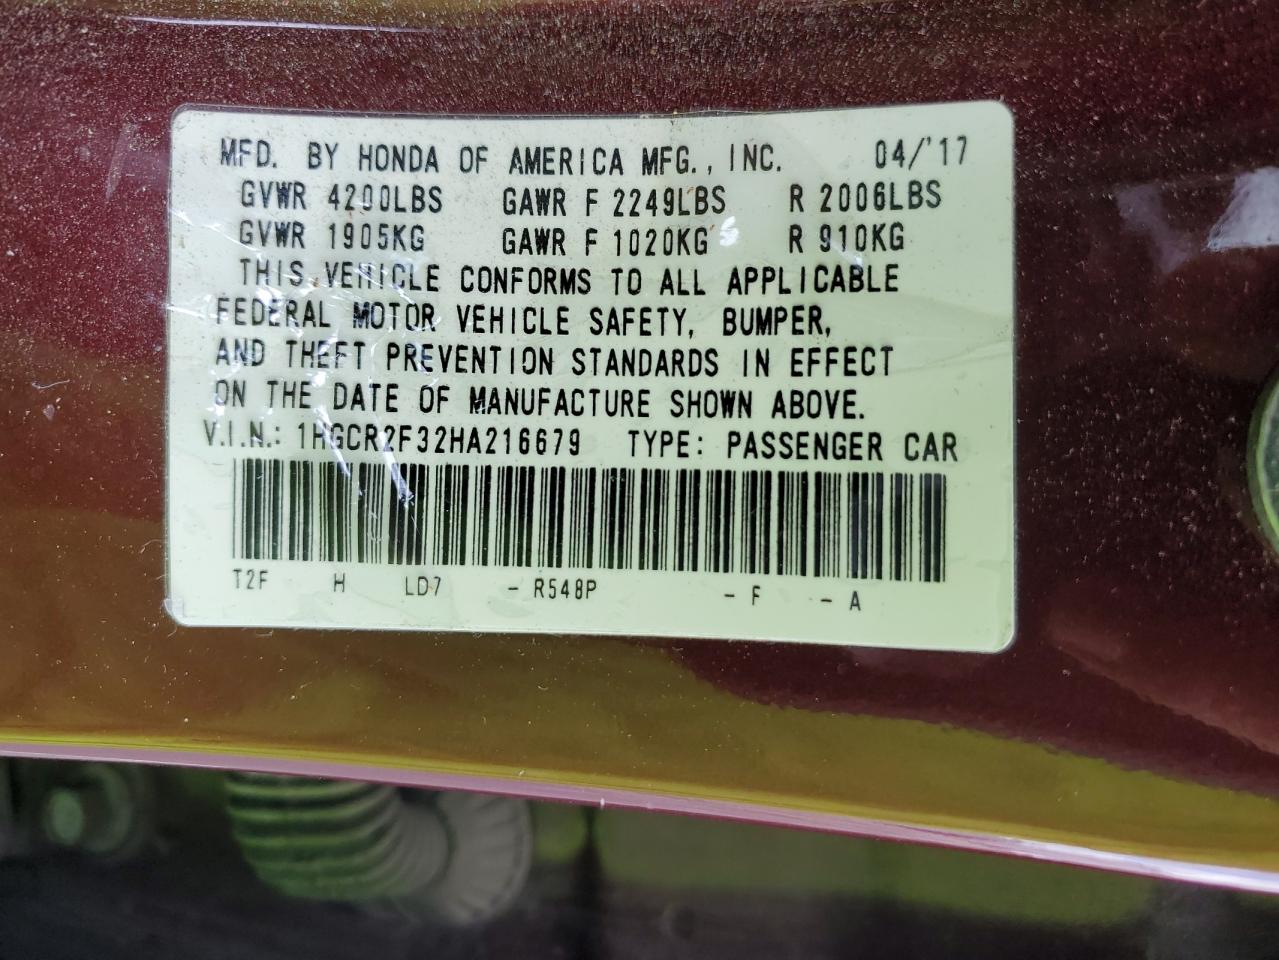 MFD. BY HONDA OF AMERICA MFG., INC. 04/'17
GVWR 4200LBS GAWR F 2249LBS R 2006LBS
GVWR 1905KG GAWR F 1020KG R 910KG
THIS VEHICLE CONFORMS TO ALL APPLICABLE
FEDERAL MOTOR VEHICLE SAFETY, BUMPER,
AND THEFT PREVENTION STANDARDS IN EFFECT
ON THE DATE OF MANUFACTURE SHOWN ABOVE.
V.I.N.: 1HGCR2F32HA216679 TYPE: PASSENGER CAR
T2F H LD7 - R548P - F - A